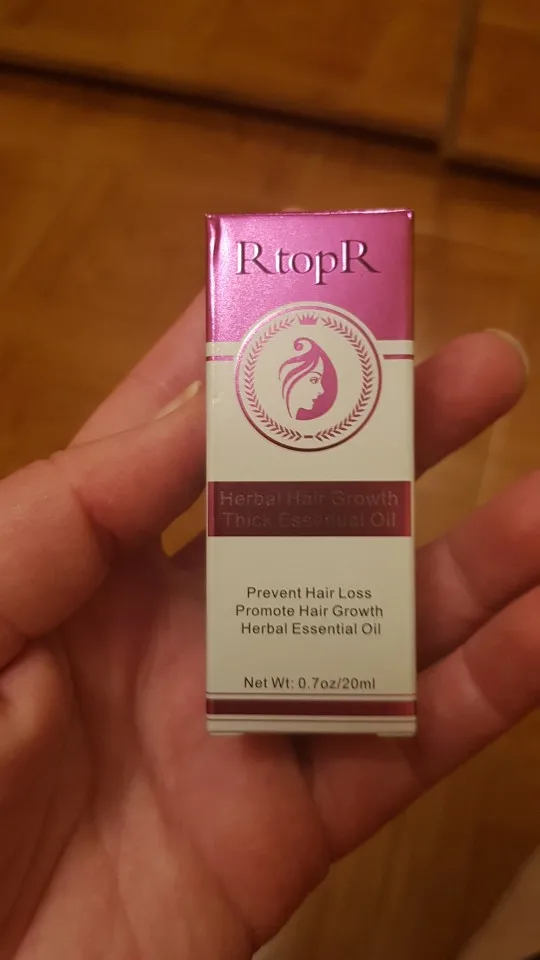 RtopR
Herbal Hair Growth
Thick Essential Oil
Prevent Hair Loss
Promote Hair Growth
Herbal Essential Oil
Net Wt: 0.7oz/20ml